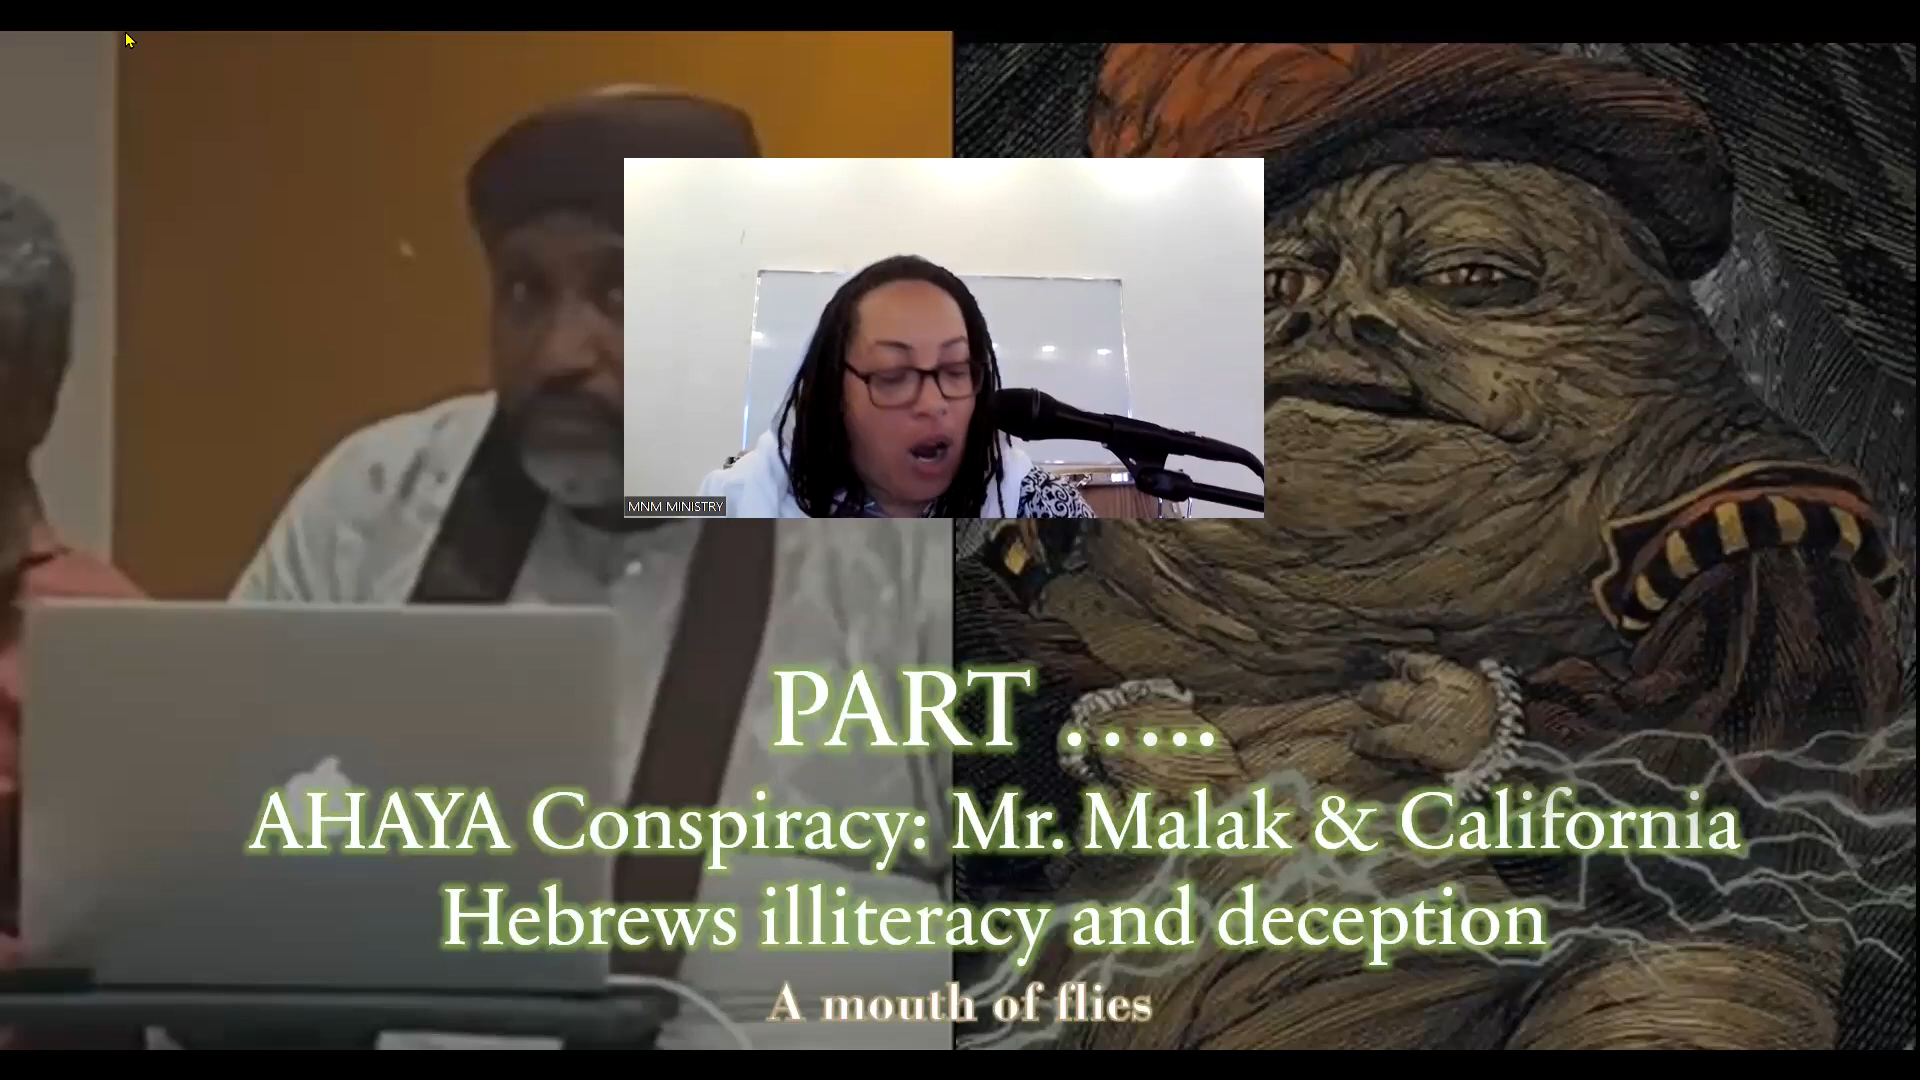 MNM MINISTRY
PART .....
AHAYA Conspiracy: Mr. Malak & California
Hebrews illiteracy and deception
A mouth of flies